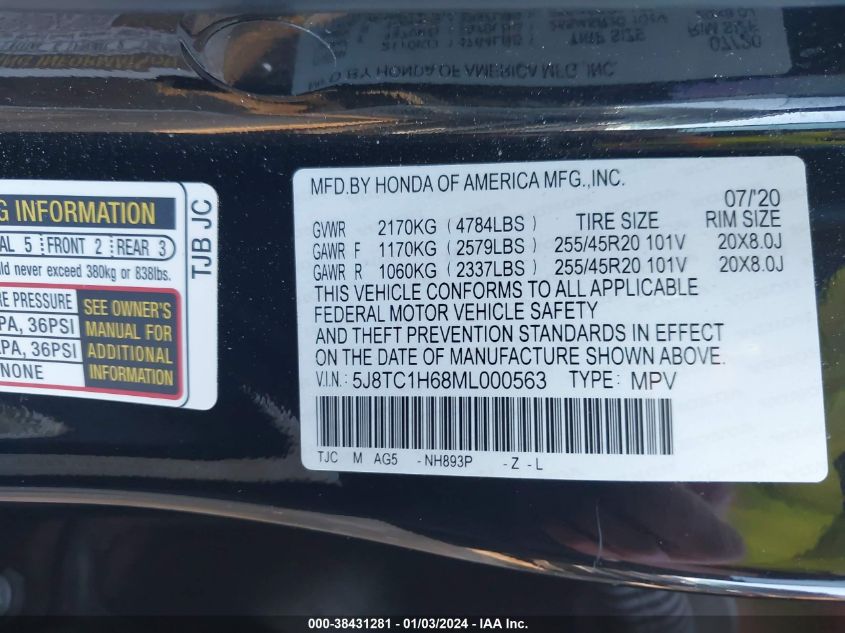 MFD.BY HONDA OF AMERICA MFG.,INC.
07/'20
GVWR 2170KG ( 4784LBS ) TIRE SIZE RIM SIZE
GAWR F 1170KG ( 2579LBS ) 255/45R20 101V 20X8.0J
GAWR R 1060KG ( 2337LBS ) 255/45R20 101V 20X8.0J
THIS VEHICLE CONFORMS TO ALL APPLICABLE
FEDERAL MOTOR VEHICLE SAFETY
AND THEFT PREVENTION STANDARDS IN EFFECT
ON THE DATE OF MANUFACTURE SHOWN ABOVE.
V.I.N.: 5J8TC1H68ML000563 TYPE: MPV
TJC M AG5 -NH893P -Z-L
G INFORMATION
AL 5 FRONT 2 REAR 3
uld never exceed 380kg or 838lbs.
RE PRESSURE
PA, 36PSI
PA, 36PSI
NONE
SEE OWNER'S
MANUAL FOR
ADDITIONAL
INFORMATION
TJB JC
000-38431281 - 01/03/2024 - IAA Inc.